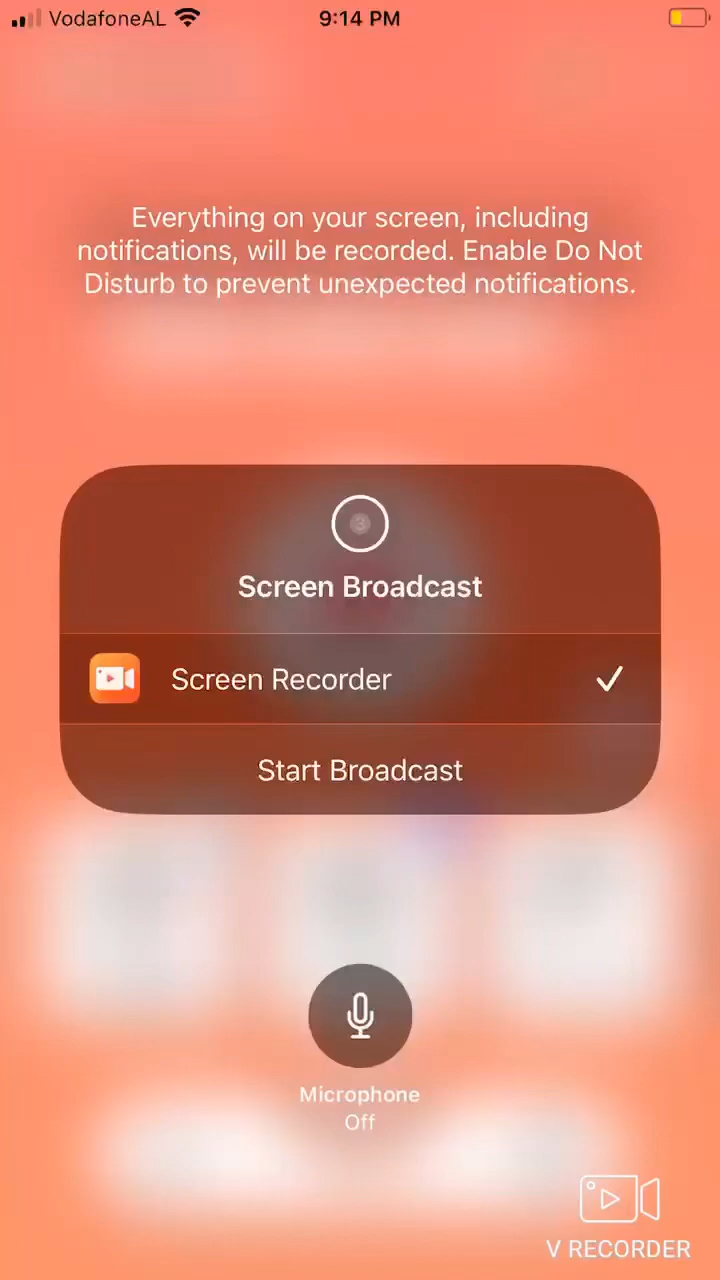 VodafoneAL
9:14 PM
Everything on your screen, including
notifications, will be recorded. Enable Do Not
Disturb to prevent unexpected notifications.
3
Screen Broadcast
Screen Recorder
Start Broadcast
Microphone
Off
V RECORDER